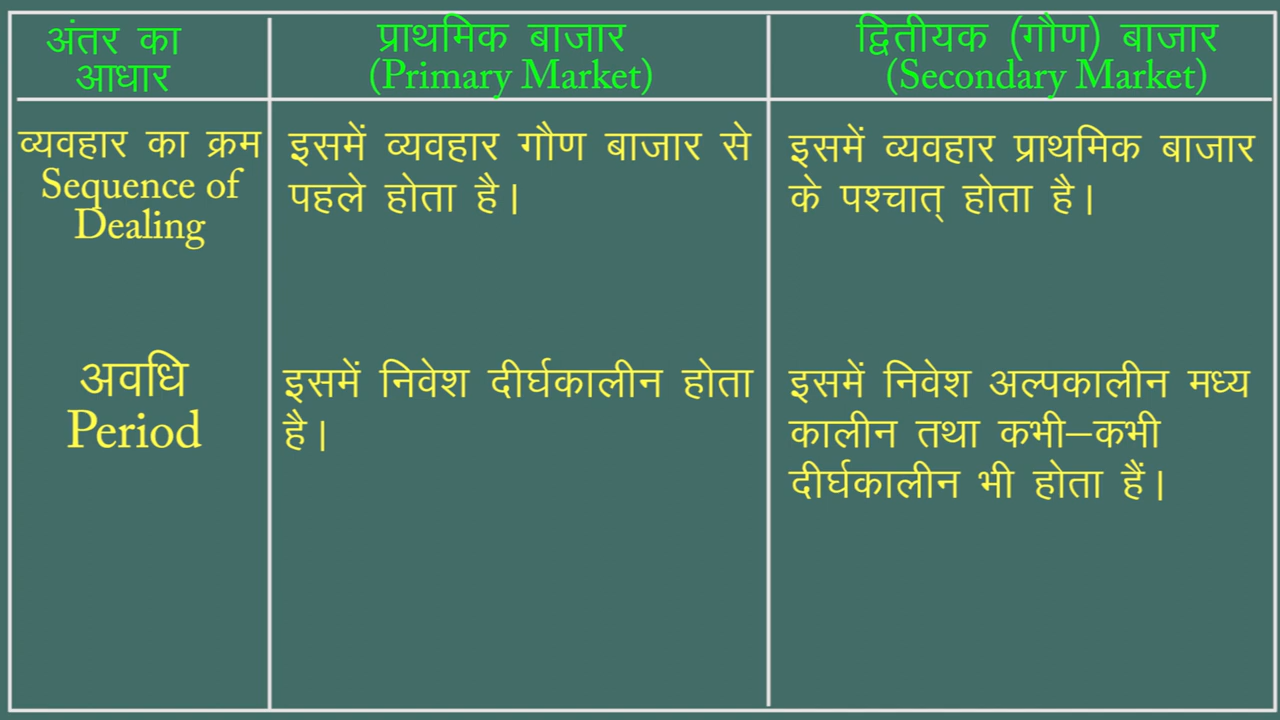 अंतर का
आधार
प्राथमिक बाजार
(Primary Market)
द्वितीयक (गौण) बाजार
(Secondary Market)
व्यवहार का क्रम
Sequence of
Dealing
इसमें व्यवहार गौण बाजार से
पहले होता है।
इसमें व्यवहार प्राथमिक बाजार
के पश्चात् होता है।
अवधि
Period
इसमें निवेश दीर्घकालीन होता
है।
इसमें निवेश अल्पकालीन मध्य
कालीन तथा कभी–कभी
दीर्घकालीन भी होता हैं।